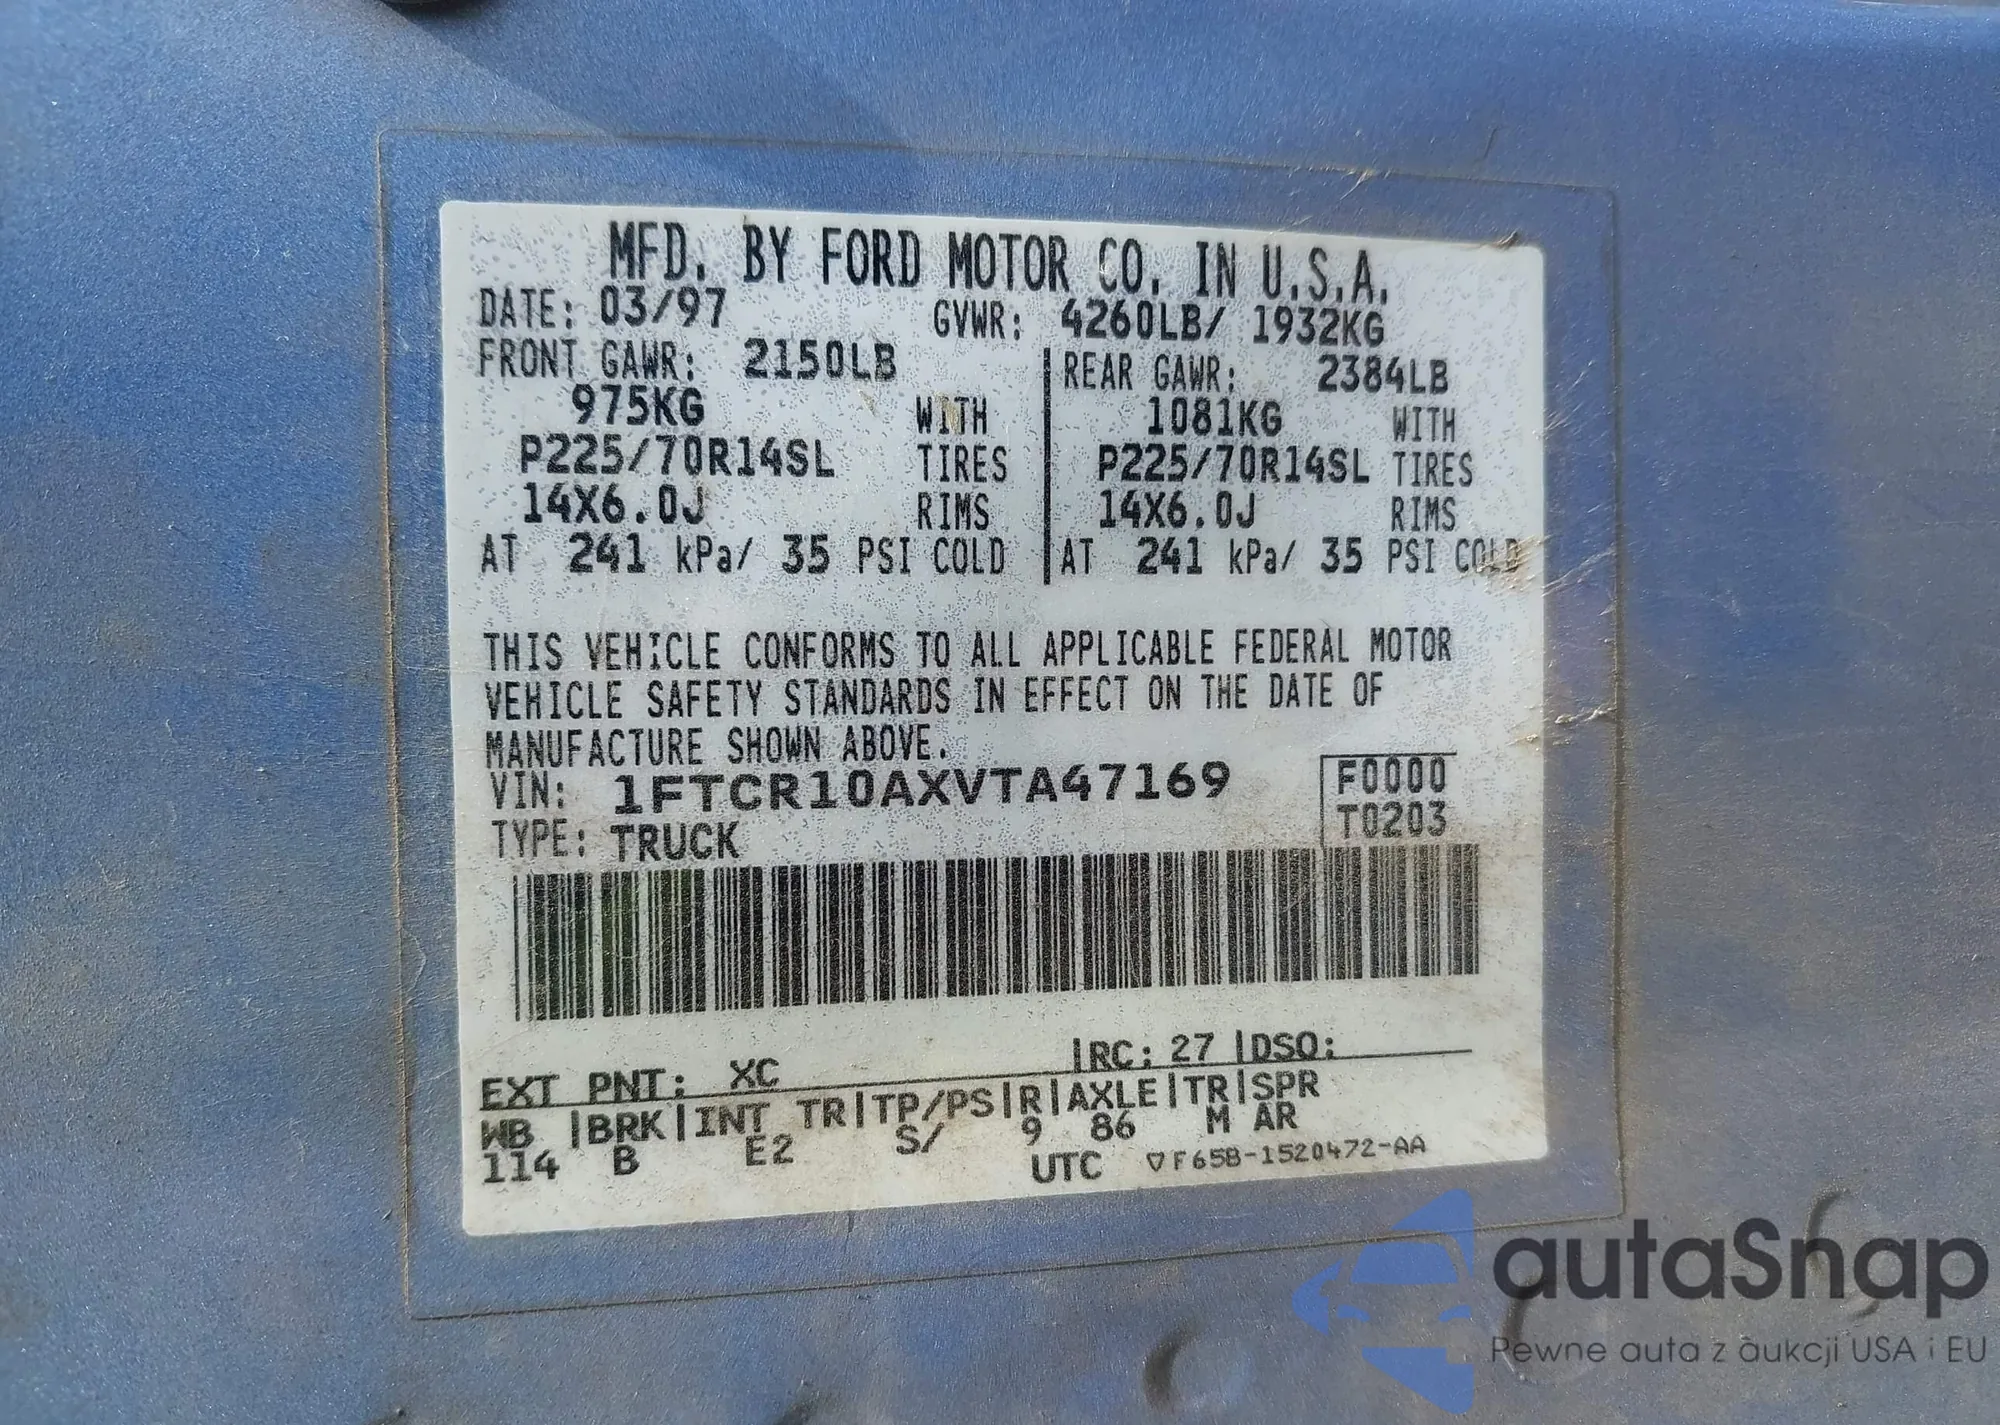 MFD. BY FORD MOTOR CO. IN U.S.A.
DATE: 03/97 GVWR: 4260LB/ 1932KG
FRONT GAWR: 2150LB REAR GAWR: 2384LB
975KG WITH 1081KG WITH
P225/70R14SL TIRES P225/70R14SL TIRES
14X6.0J RIMS 14X6.0J RIMS
AT 241 kPa/ 35 PSI COLD AT 241 kPa/ 35 PSI COLD
THIS VEHICLE CONFORMS TO ALL APPLICABLE FEDERAL MOTOR
VEHICLE SAFETY STANDARDS IN EFFECT ON THE DATE OF
MANUFACTURE SHOWN ABOVE.
VIN: 1FTCR10AXVTA47169 F0000
TYPE: TRUCK T0203
EXT PNT: XC |RC: 27 |DSO:
WB |BRK|INT TR|TP/PS|R|AXLE|TR|SPR
114 B E2 S/ 9 86 M AR
UTC ▽F65B-1520472-AA
autaSnap
Pewne auta z aukcji USA i EU